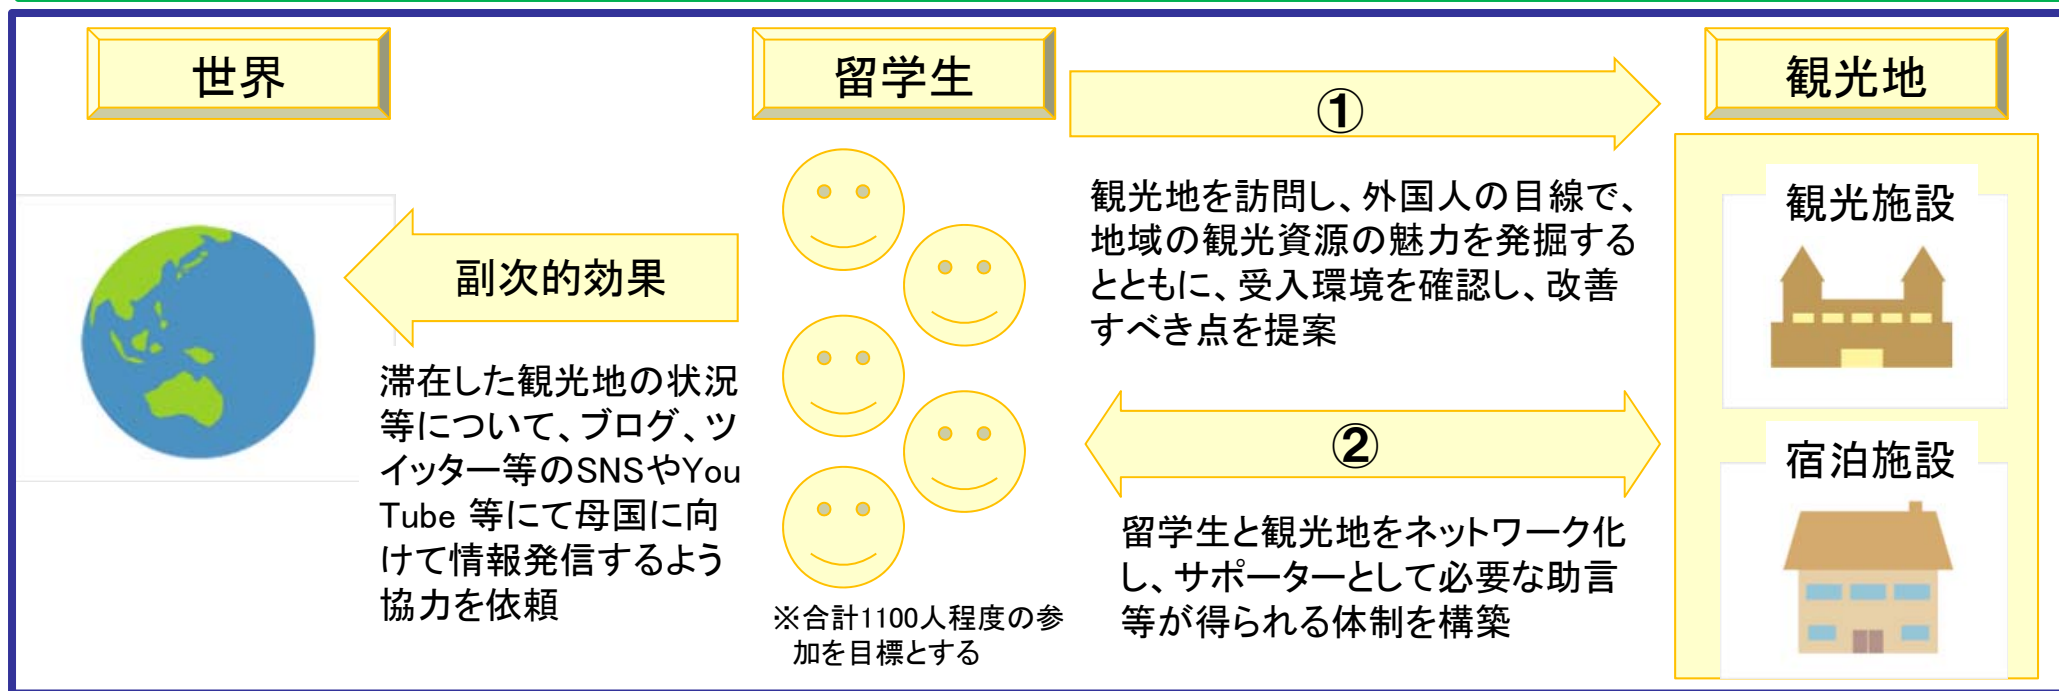 世界
副次的効果
滞在した観光地の状況
等について、ブログ、ツ
イッター等のSNSやYou
Tube 等にて母国に向
けて情報発信するよう
協力を依頼
留学生
※合計1100人程度の参
加を目標とする
①
観光地を訪問し、外国人の目線で、
地域の観光資源の魅力を発掘する
とともに、受入環境を確認し、改善
すべき点を提案
②
留学生と観光地をネットワーク化
し、サポーターとして必要な助言
等が得られる体制を構築
観光地
観光施設
宿泊施設